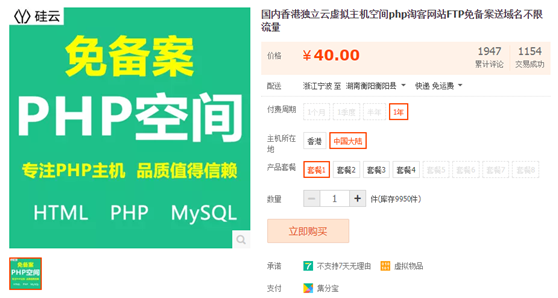 硅云
免备案
PHP空间
专注PHP主机 品质值得信赖
HTML PHP MySQL
免备案
PHP空间
国内香港独立云虚拟主机空间php淘客网站FTP免备案送域名不限流量
价格 ¥40.00
1947 累计评论
1154 交易成功
配送 浙江宁波 至 湖南衡阳衡阳县 快递 免运费
付费周期 1个月 3季度 半年 1年
主机所在地 香港 中国大陆
产品套餐 套餐1 套餐2 套餐3 套餐4 套餐5 套餐6 套餐7 套餐8
数量 − 1 + 件(库存9950件)
立即购买
承诺 7 不支持7天无理由 虚拟物品
支付 集分宝